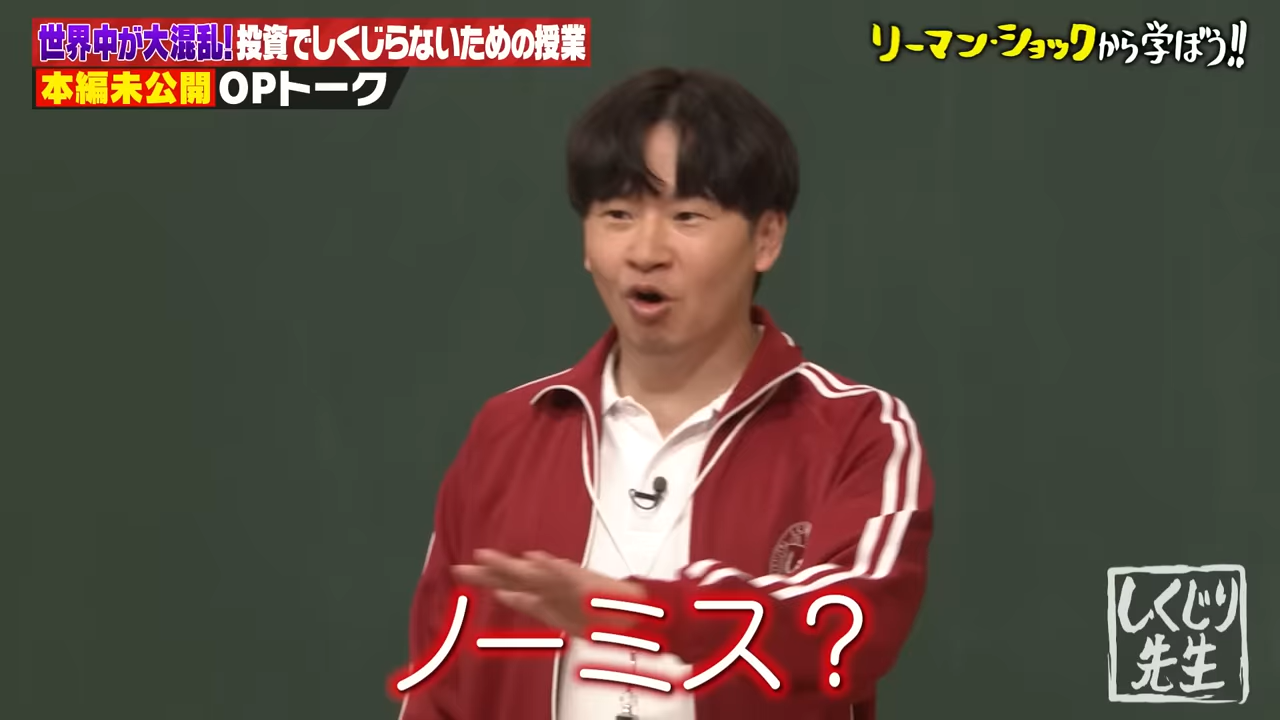 世界中が大混乱!投資でしくじらないための授業
本編未公開 OPトーク
リーマン・ショックから学ぼう!!
ノーミス?
しくじり
先生